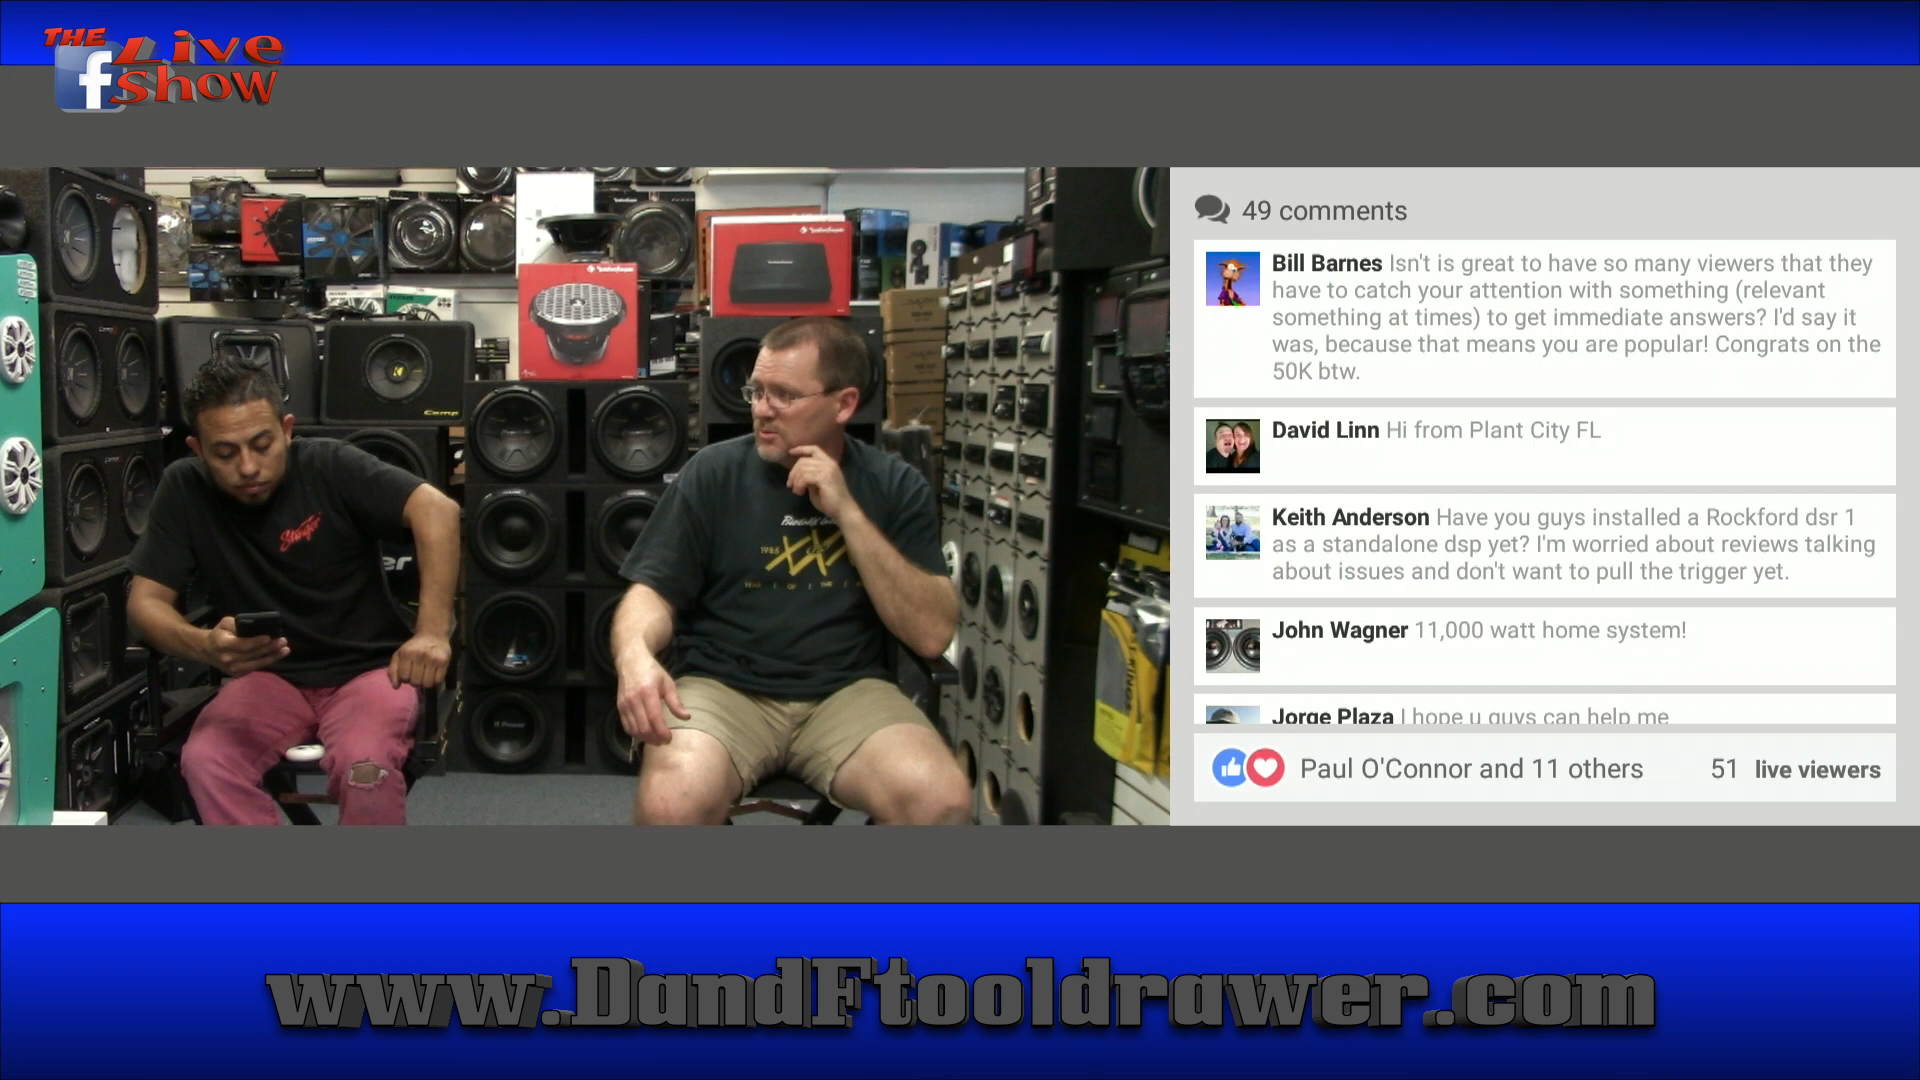 THE
Live
f Show
49 comments
Bill Barnes Isn't is great to have so many viewers that they
have to catch your attention with something (relevant
something at times) to get immediate answers? I'd say it
was, because that means you are popular! Congrats on the
50K btw.
David Linn Hi from Plant City FL
Keith Anderson Have you guys installed a Rockford dsr 1
as a standalone dsp yet? I'm worried about reviews talking
about issues and don't want to pull the trigger yet.
John Wagner 11,000 watt home system!
Jorge Plaza I hope u guys can help me
Paul O'Connor and 11 others 51 live viewers
Comp
Stinger
1986 XXX
www.DandFtooldrawer.com